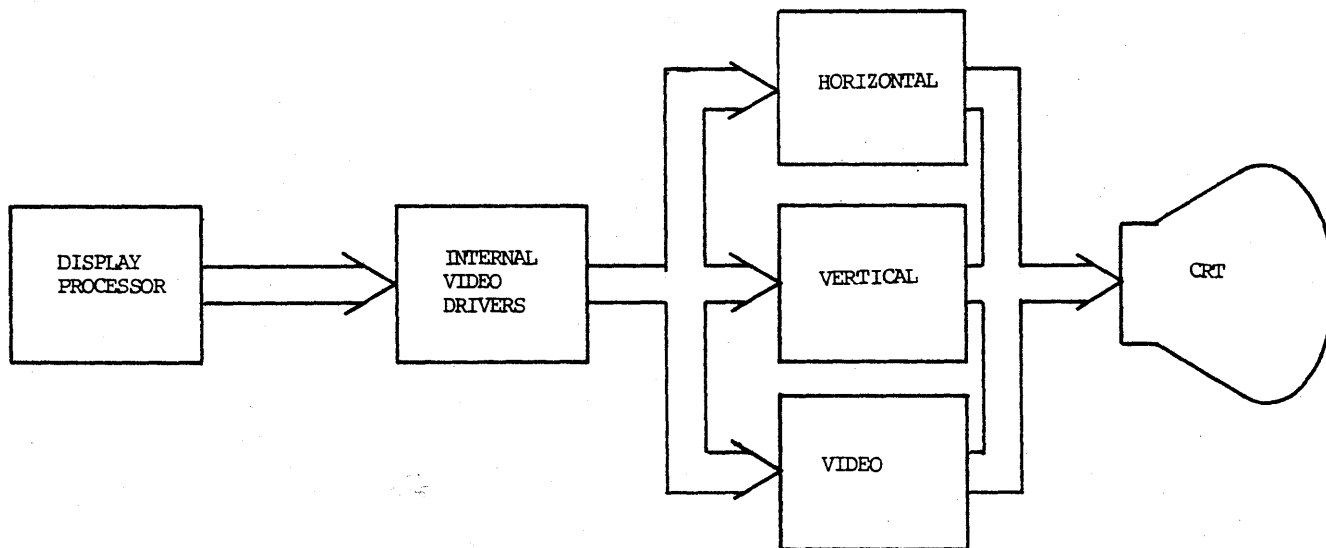 DISPLAY
PROCESSOR
INTERNAL
VIDEO
DRIVERS
HORIZONTAL
VERTICAL
VIDEO
CRT